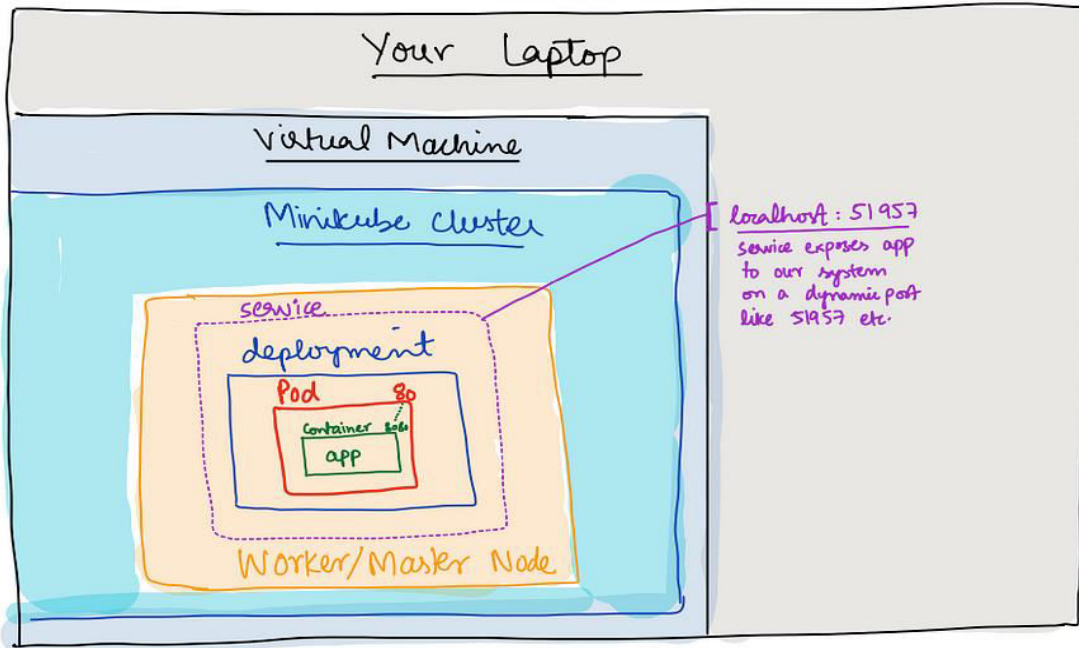 Your Laptop
Virtual Machine
Minikube cluster
localhost : 51957
service exposes app
to our system
on a dynamic port
like 51957 etc.
service
deployment
Pod 80
Container 8080
app
Worker/Master Node